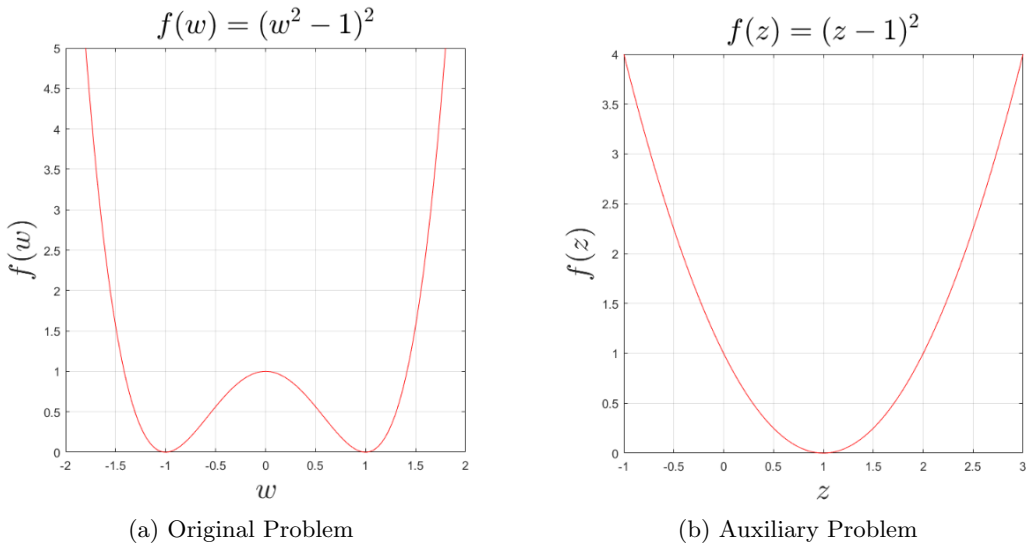 f(w) = (w² − 1)²
5
4.5
4
3.5
3
2.5
2
1.5
1
0.5
0
-2 -1.5 -1 -0.5 0 0.5 1 1.5 2
f(w)
w
(a) Original Problem
f(z) = (z − 1)²
4
3.5
3
2.5
2
1.5
1
0.5
0
-1 -0.5 0 0.5 1 1.5 2 2.5 3
f(z)
z
(b) Auxiliary Problem